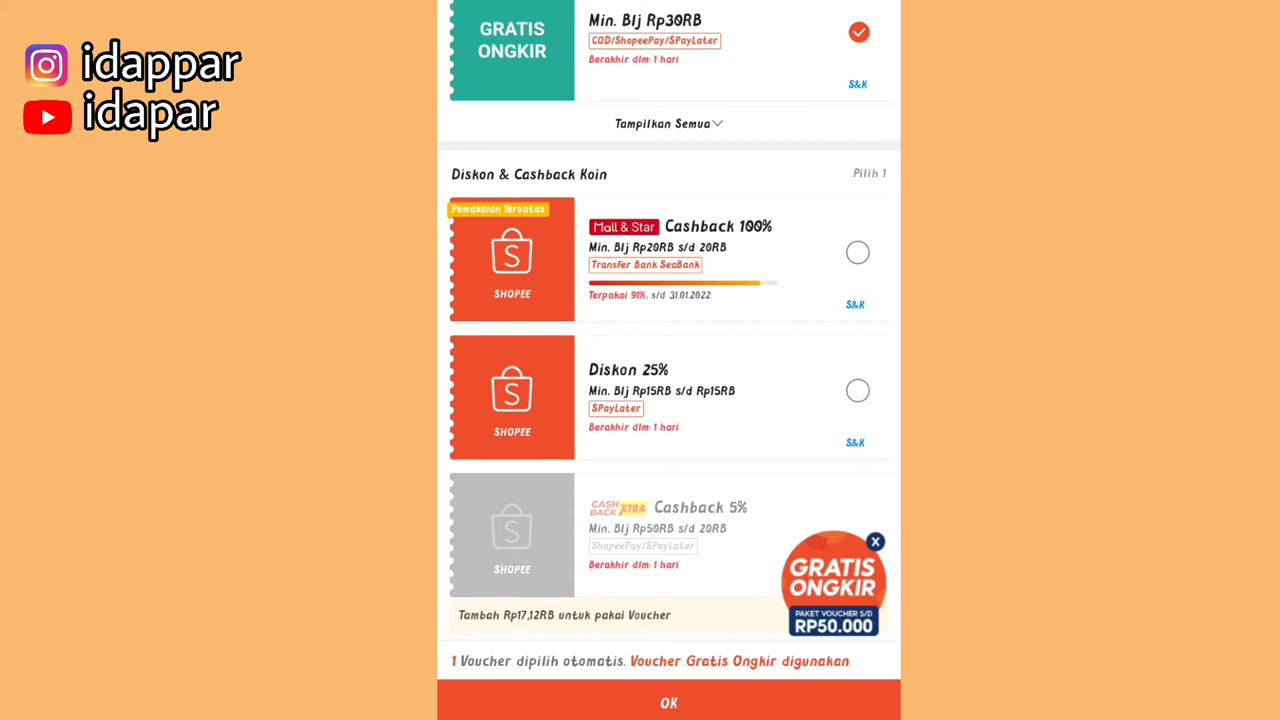 idappar
idapar
GRATIS
ONGKIR
Min. Blj Rp30RB
COD/ShopeePay/SPayLater
Berakhir dlm: 1 hari
S&K
Tampilkan Semua
Diskon & Cashback Koin
Pilih 1
Pemakaian Terbatas
SHOPEE
Mall & Star Cashback 100%
Min. Blj Rp20RB s/d 20RB
Transfer Bank SeaBank
Terpakai 91%, s/d 31.01.2022
S&K
SHOPEE
Diskon 25%
Min. Blj Rp15RB s/d Rp15RB
SPayLater
Berakhir dlm: 1 hari
S&K
SHOPEE
CASH BACK XTRA Cashback 5%
Min. Blj Rp50RB s/d 20RB
ShopeePay/SPayLater
Berakhir dlm: 1 hari
X
GRATIS
ONGKIR
PAKET VOUCHER S/D
RP50.000
Tambah Rp17,12RB untuk pakai Voucher
1 Voucher dipilih otomatis. Voucher Gratis Ongkir digunakan
OK